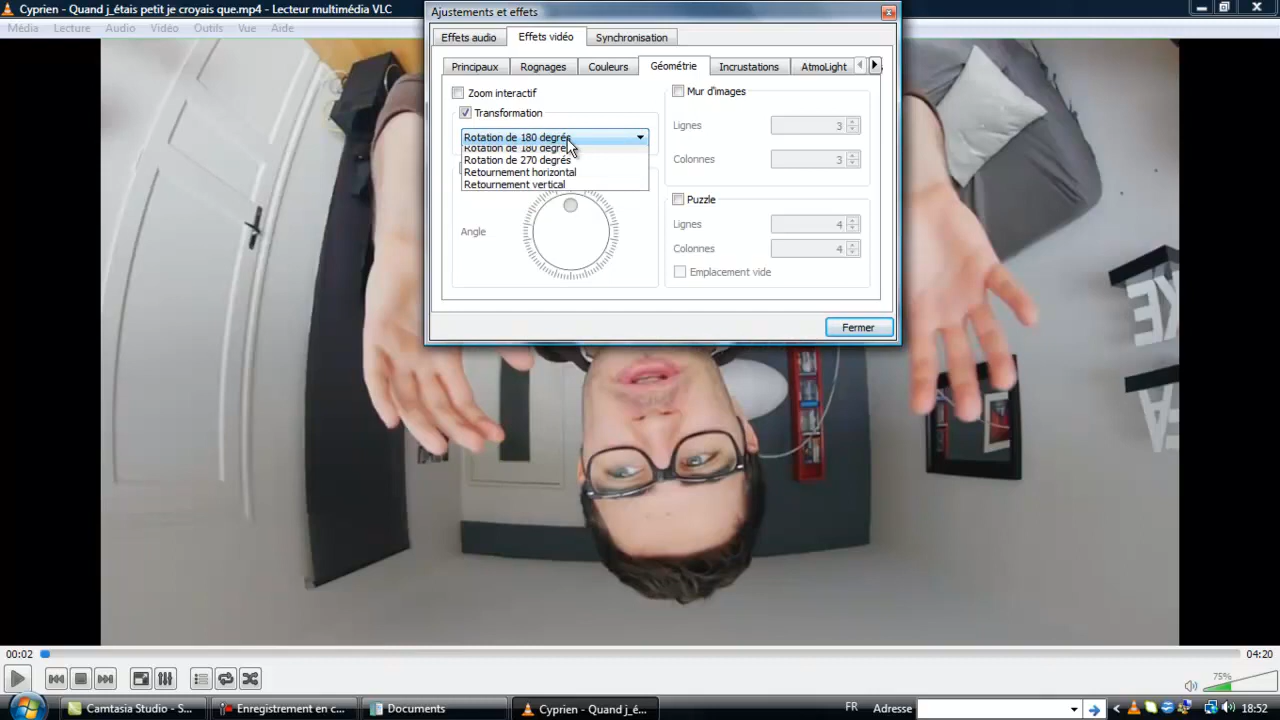 Cyprien - Quand j_étais petit je croyais que.mp4 - Lecteur multimédia VLC
Média Lecture Audio Vidéo Outils Vue Aide
Ajustements et effets
Effets audio Effets vidéo Synchronisation
Principaux Rognages Couleurs Géométrie Incrustations AtmoLight
Zoom interactif
Transformation
Rotation de 180 degrés
Rotation de 180 degrés
Rotation de 270 degrés
Retournement horizontal
Retournement vertical
Angle
Mur d'images
Lignes 3
Colonnes 3
Puzzle
Lignes 4
Colonnes 4
Emplacement vide
Fermer
00:02 04:20
75%
Camtasia Studio - S... Enregistrement en c... Documents Cyprien - Quand j_é... FR Adresse 18:52